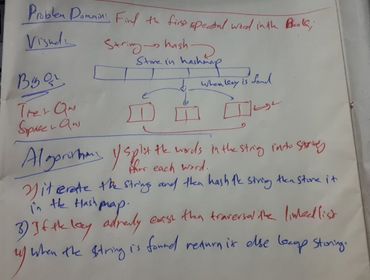 Problem Domain: Find the first repeated word in the Book.
Visual:
String → hash
Store in hashmap
when key is found
Big O:
Time: O(n)
Space: O(n)
Algorithm: 1) Split the words in the string into string
for each word.
2) iterate the strings and then hash the string then store it
in the Hashmap.
3) If the key already exist then traversal the linked list
4) when the string is found return it else keep storing.